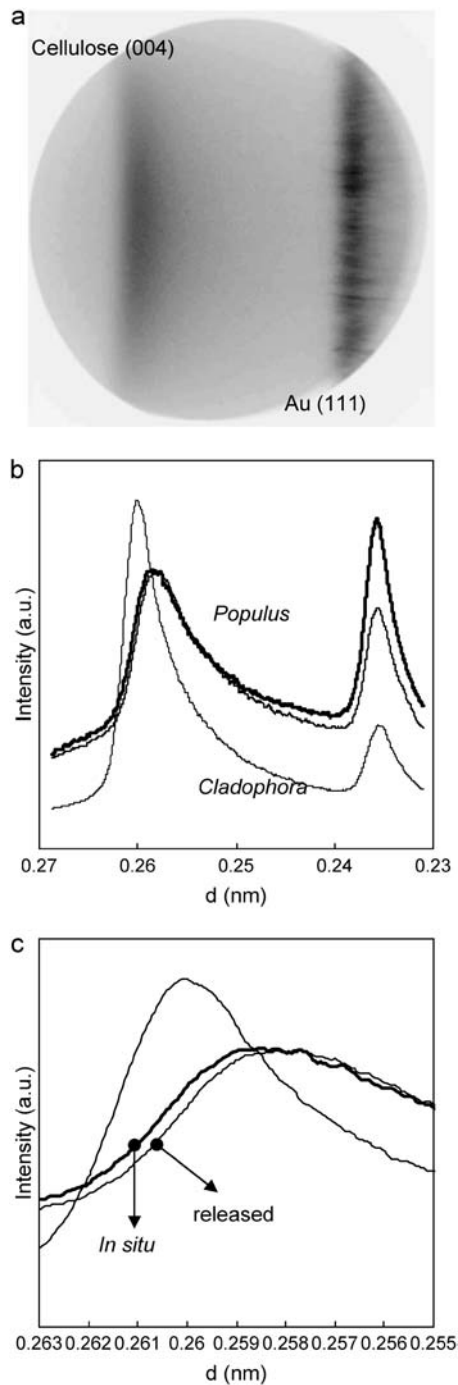 a
Cellulose (004)
Au (111)
b
Intensity (a.u.)
Populus
Cladophora
0.27 0.26 0.25 0.24 0.23
d (nm)
c
Intensity (a.u.)
In situ
released
0.263 0.262 0.261 0.26 0.259 0.258 0.257 0.256 0.255
d (nm)